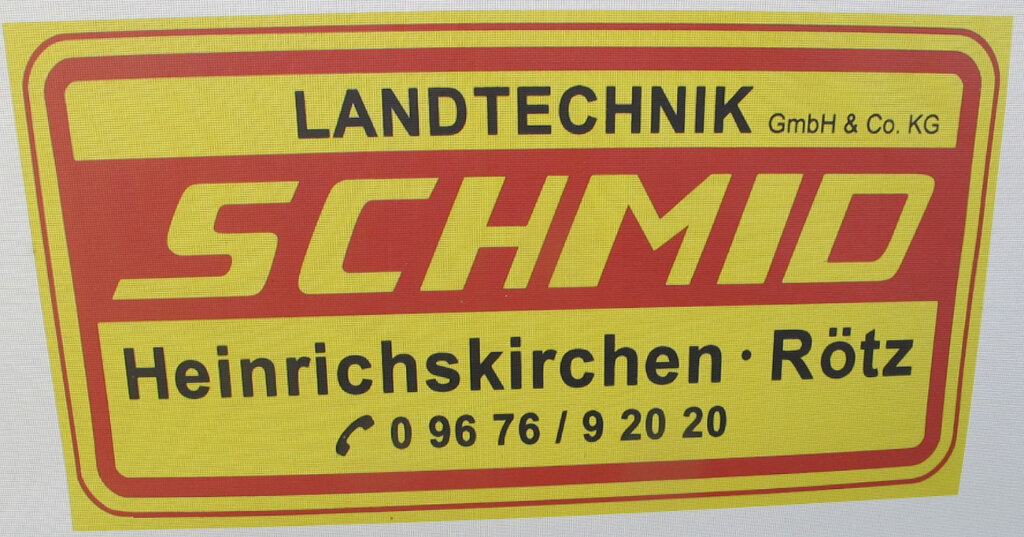 LANDTECHNIK GmbH & Co. KG
SCHMID
Heinrichskirchen · Rötz
0 96 76 / 9 20 20